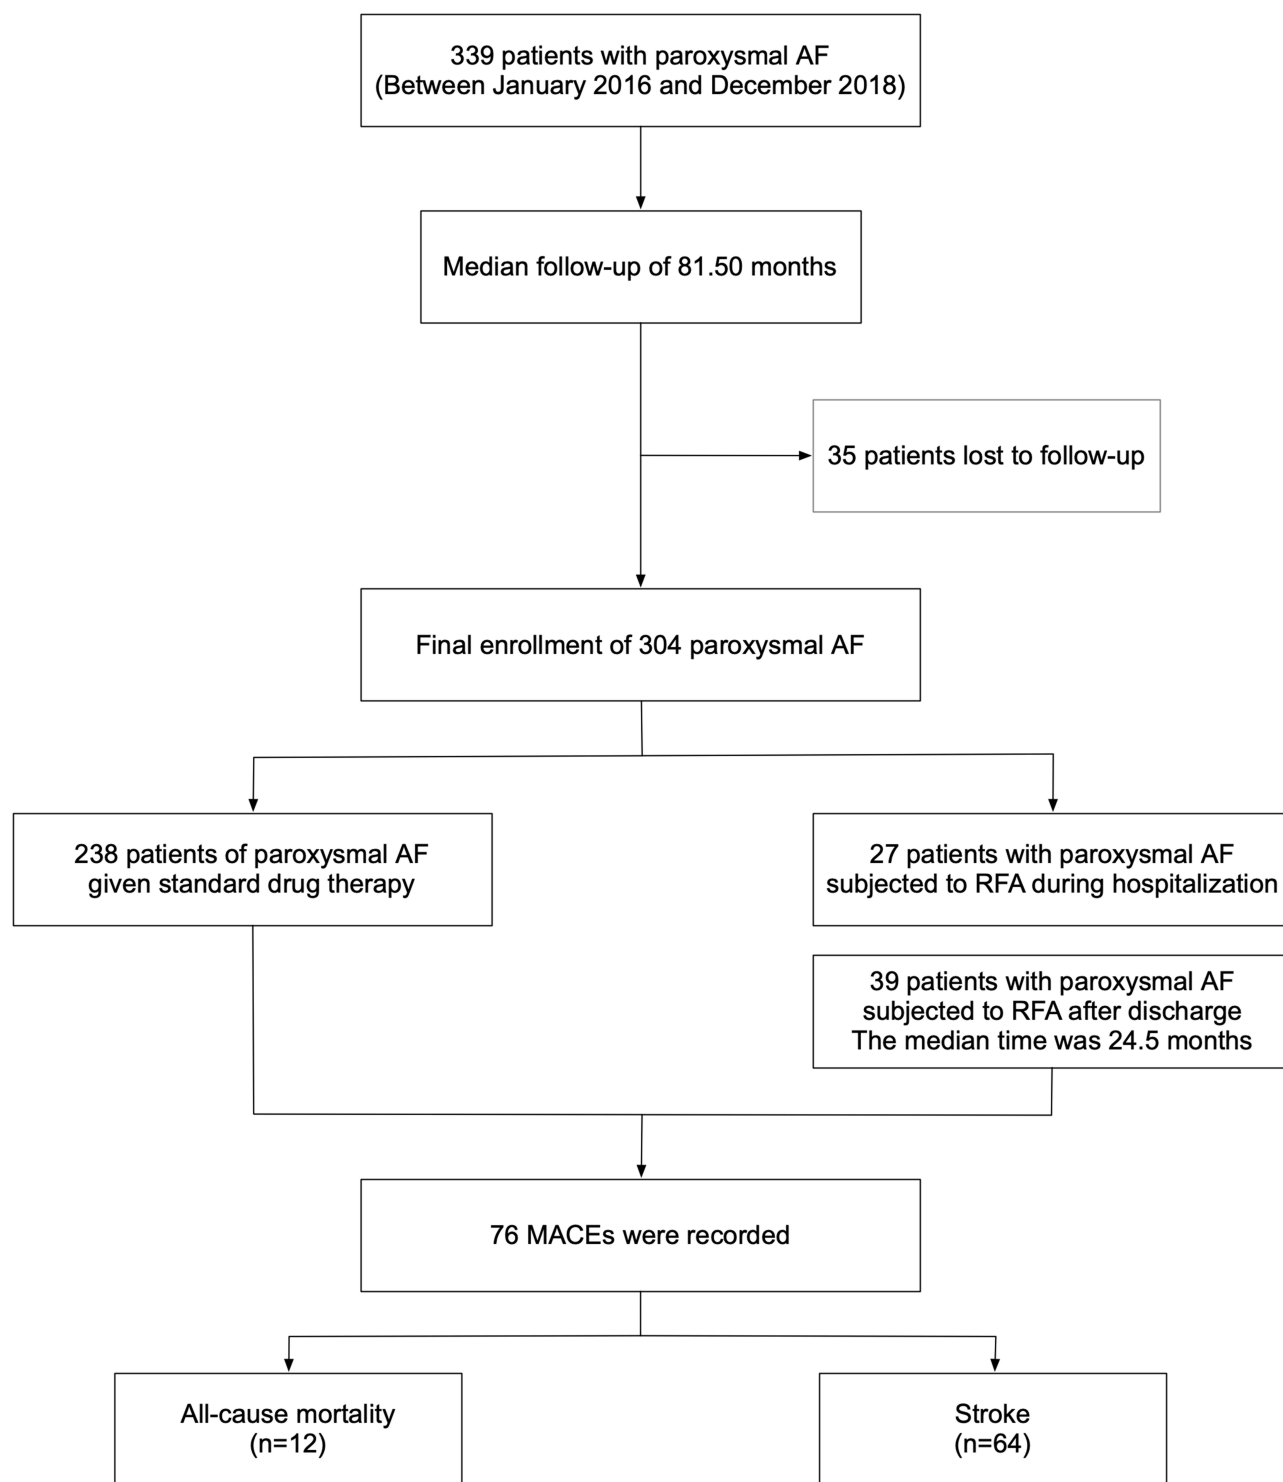 339 patients with paroxysmal AF
(Between January 2016 and December 2018)
Median follow-up of 81.50 months
35 patients lost to follow-up
Final enrollment of 304 paroxysmal AF
238 patients of paroxysmal AF
given standard drug therapy
27 patients with paroxysmal AF
subjected to RFA during hospitalization
39 patients with paroxysmal AF
subjected to RFA after discharge
The median time was 24.5 months
76 MACEs were recorded
All-cause mortality
(n=12)
Stroke
(n=64)